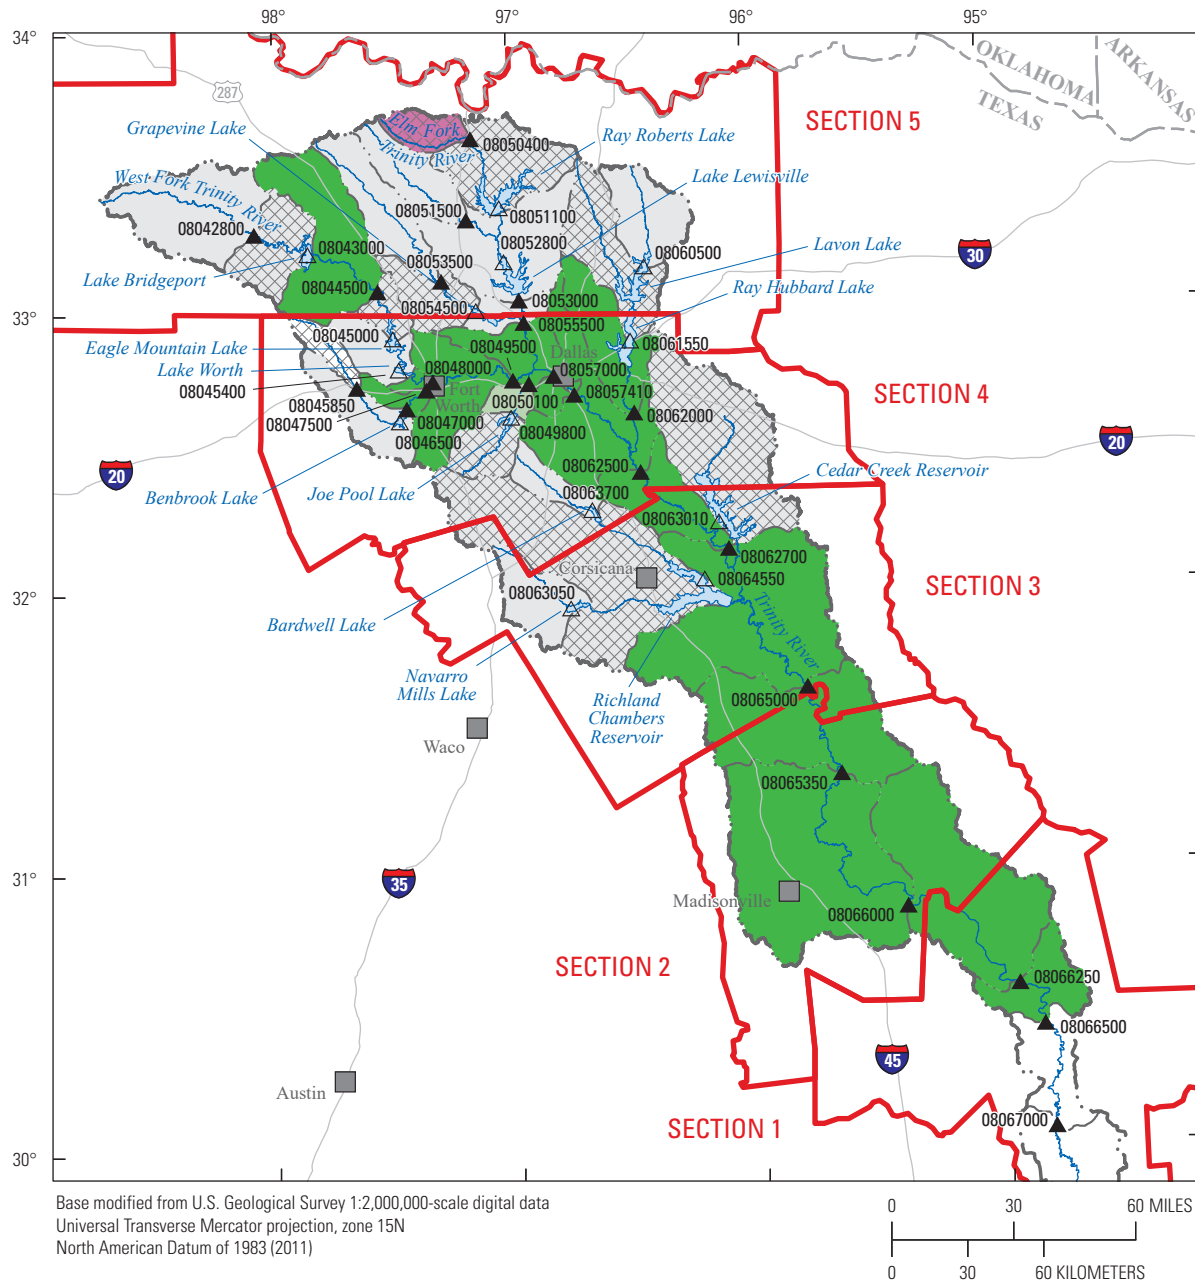 98°
97°
96°
95°
34°
287
OKLAHOMA
ARKANSAS
TEXAS
SECTION 5
Grapevine Lake
Elm Fork
Trinity River
08050400
Ray Roberts Lake
Lake Lewisville
West Fork Trinity River
08042800
08051500
08051100
08052800
08060500
Lavon Lake
30
08043000
Lake Bridgeport
08044500
08053500
08054500
08053000
Ray Hubbard Lake
33°
08055500
08045000
Eagle Mountain Lake
08049500
Dallas
08061550
Lake Worth
08048000
08057000
08045400
Fort
Worth
08050100
08057410
SECTION 4
08045850
08047500
08047000
08046500
08049800
08062000
20
20
08062500
Cedar Creek Reservoir
Benbrook Lake
Joe Pool Lake
08063700
08063010
08062700
Corsicana
08064550
SECTION 3
32°
08063050
Trinity River
Bardwell Lake
Navarro
Mills Lake
Richland
Chambers
Reservoir
08065000
Waco
08065350
31°
35
Madisonville
08066000
SECTION 2
08066250
08066500
45
Austin
SECTION 1
08067000
30°
Base modified from U.S. Geological Survey 1:2,000,000-scale digital data
Universal Transverse Mercator projection, zone 15N
North American Datum of 1983 (2011)
0 30 60 MILES
0 30 60 KILOMETERS